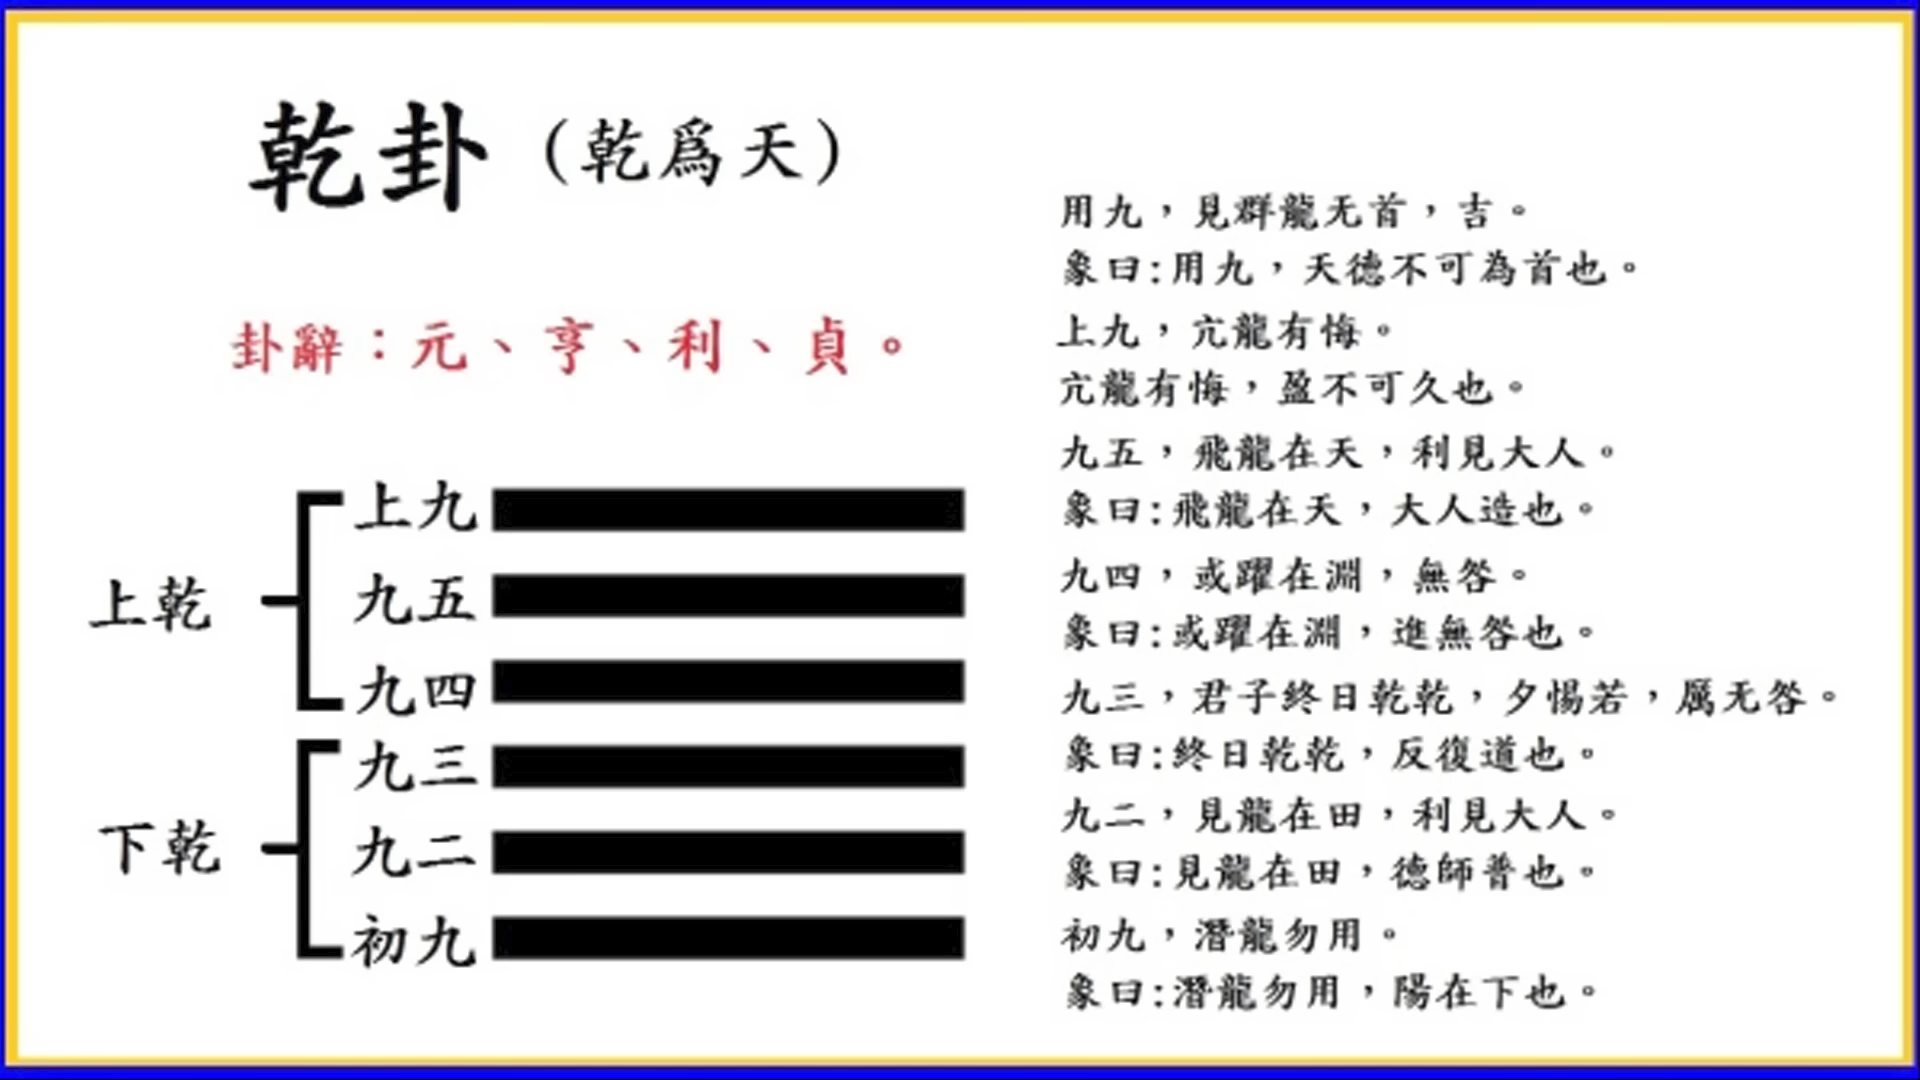 乾卦（乾爲天）
卦辭：元、亨、利、貞。
上乾
上九
九五
九四
下乾
九三
九二
初九
用九，見群龍无首，吉。
象曰:用九，天德不可為首也。
上九，亢龍有悔。
亢龍有悔，盈不可久也。
九五，飛龍在天，利見大人。
象曰:飛龍在天，大人造也。
九四，或躍在淵，無咎。
象曰:或躍在淵，進無咎也。
九三，君子終日乾乾，夕惕若，厲无咎。
象曰:終日乾乾，反復道也。
九二，見龍在田，利見大人。
象曰:見龍在田，德師普也。
初九，潛龍勿用。
象曰:潛龍勿用，陽在下也。